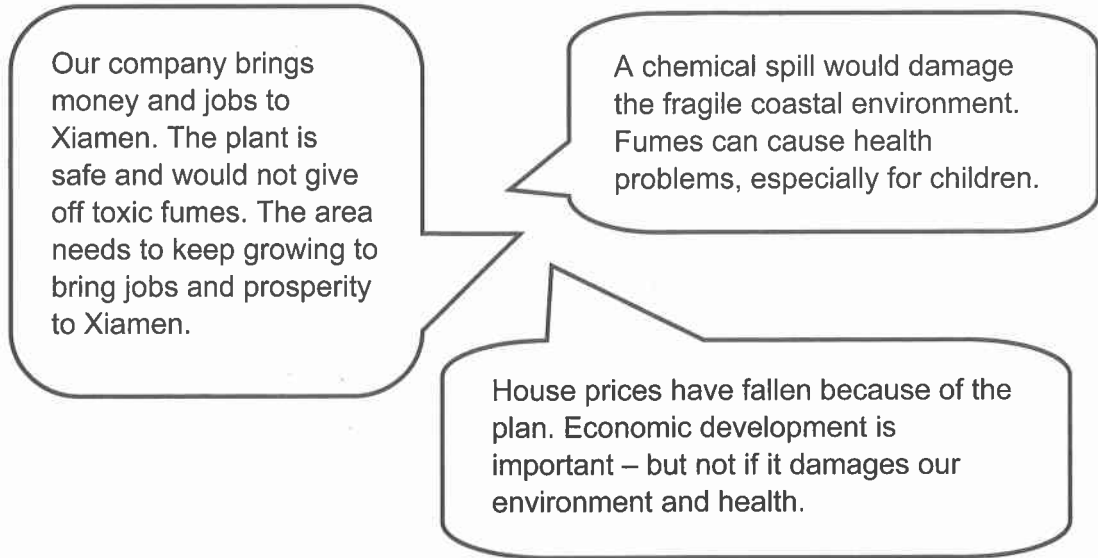 Our company brings
money and jobs to
Xiamen. The plant is
safe and would not give
off toxic fumes. The area
needs to keep growing to
bring jobs and prosperity
to Xiamen.
A chemical spill would damage
the fragile coastal environment.
Fumes can cause health
problems, especially for children.
House prices have fallen because of the
plan. Economic development is
important – but not if it damages our
environment and health.